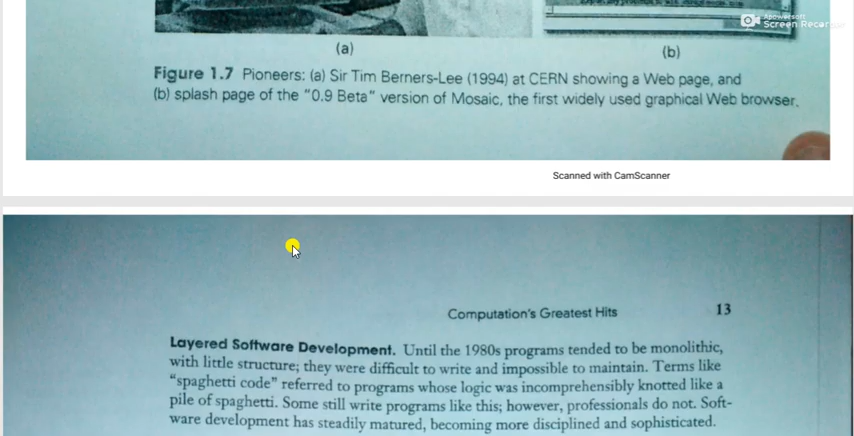 Apowersoft
Screen Recorder
(a)
(b)
Figure 1.7 Pioneers: (a) Sir Tim Berners-Lee (1994) at CERN showing a Web page, and
(b) splash page of the "0.9 Beta" version of Mosaic, the first widely used graphical Web browser.
Scanned with CamScanner
Computation's Greatest Hits 13
Layered Software Development. Until the 1980s programs tended to be monolithic,
with little structure; they were difficult to write and impossible to maintain. Terms like
"spaghetti code" referred to programs whose logic was incomprehensibly knotted like a
pile of spaghetti. Some still write programs like this; however, professionals do not. Soft-
ware development has steadily matured, becoming more disciplined and sophisticated.